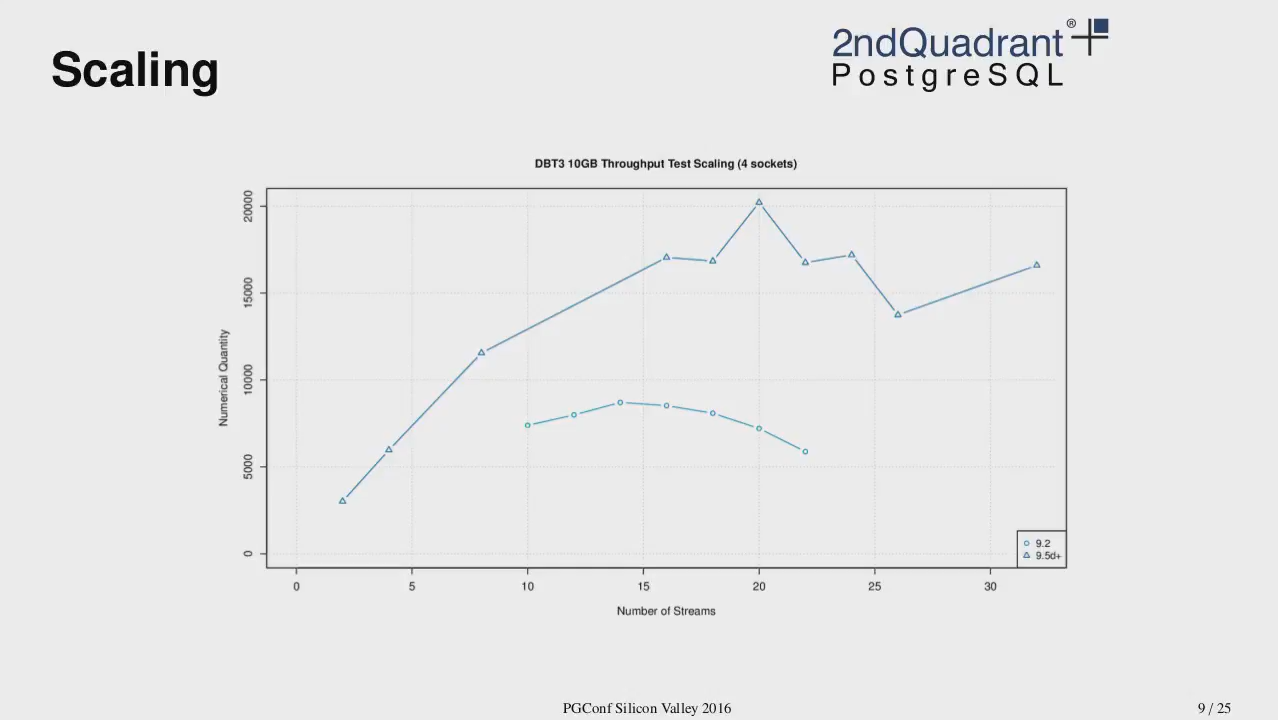 Scaling
2ndQuadrant®
PostgreSQL
DBT3 10GB Throughput Test Scaling (4 sockets)
20000
15000
10000
5000
0
Numerical Quantity
9.2
9.5d+
0 5 10 15 20 25 30
Number of Streams
PGConf Silicon Valley 2016
9 / 25